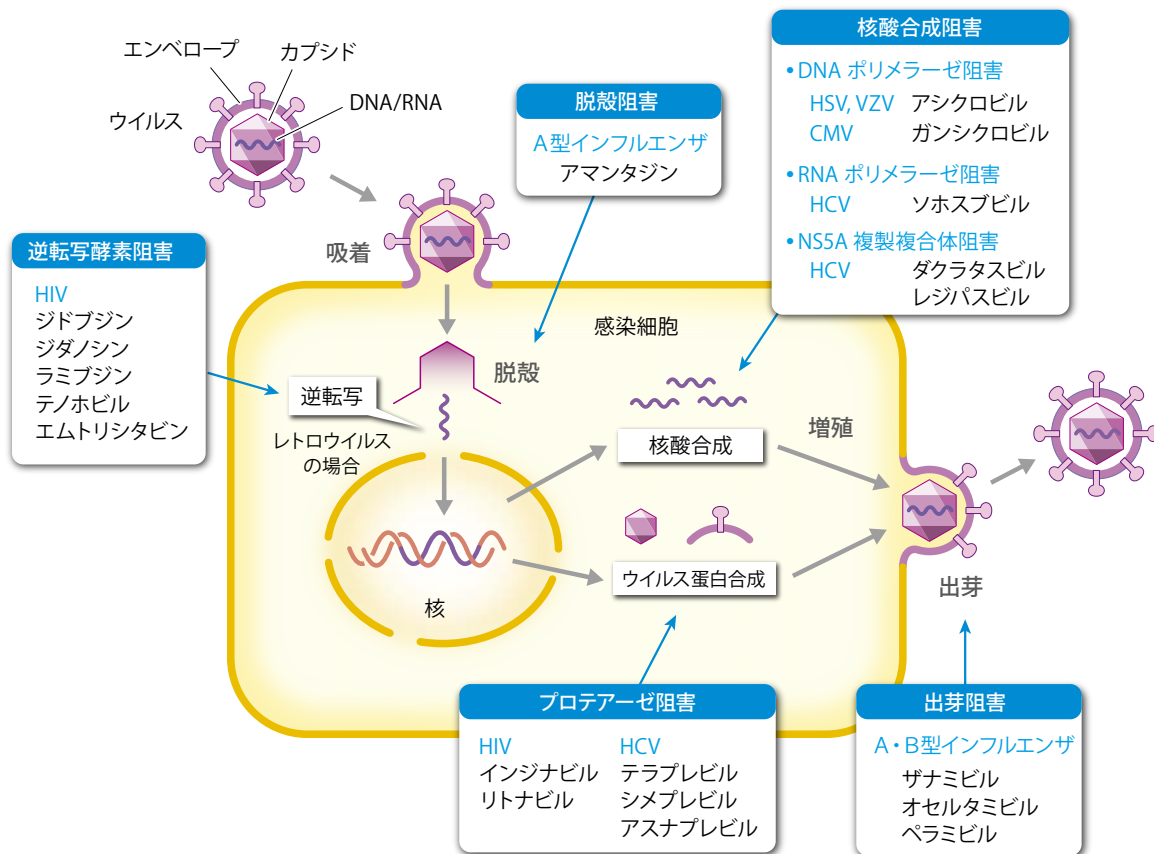 エンベロープ
カプシド
DNA/RNA
ウイルス
吸着
脱殻阻害
A型インフルエンザ
アマンタジン
核酸合成阻害
• DNA ポリメラーゼ阻害
HSV, VZV アシクロビル
CMV ガンシクロビル
• RNA ポリメラーゼ阻害
HCV ソホスブビル
• NS5A 複製複合体阻害
HCV ダクラタスビル
レジパスビル
逆転写酵素阻害
HIV
ジドブジン
ジダノシン
ラミブジン
テノホビル
エムトリシタビン
感染細胞
脱殻
逆転写
レトロウイルス
の場合
核
核酸合成
増殖
ウイルス蛋白合成
出芽
プロテアーゼ阻害
HIV
インジナビル
リトナビル
HCV
テラプレビル
シメプレビル
アスナプレビル
出芽阻害
A・B型インフルエンザ
ザナミビル
オセルタミビル
ペラミビル